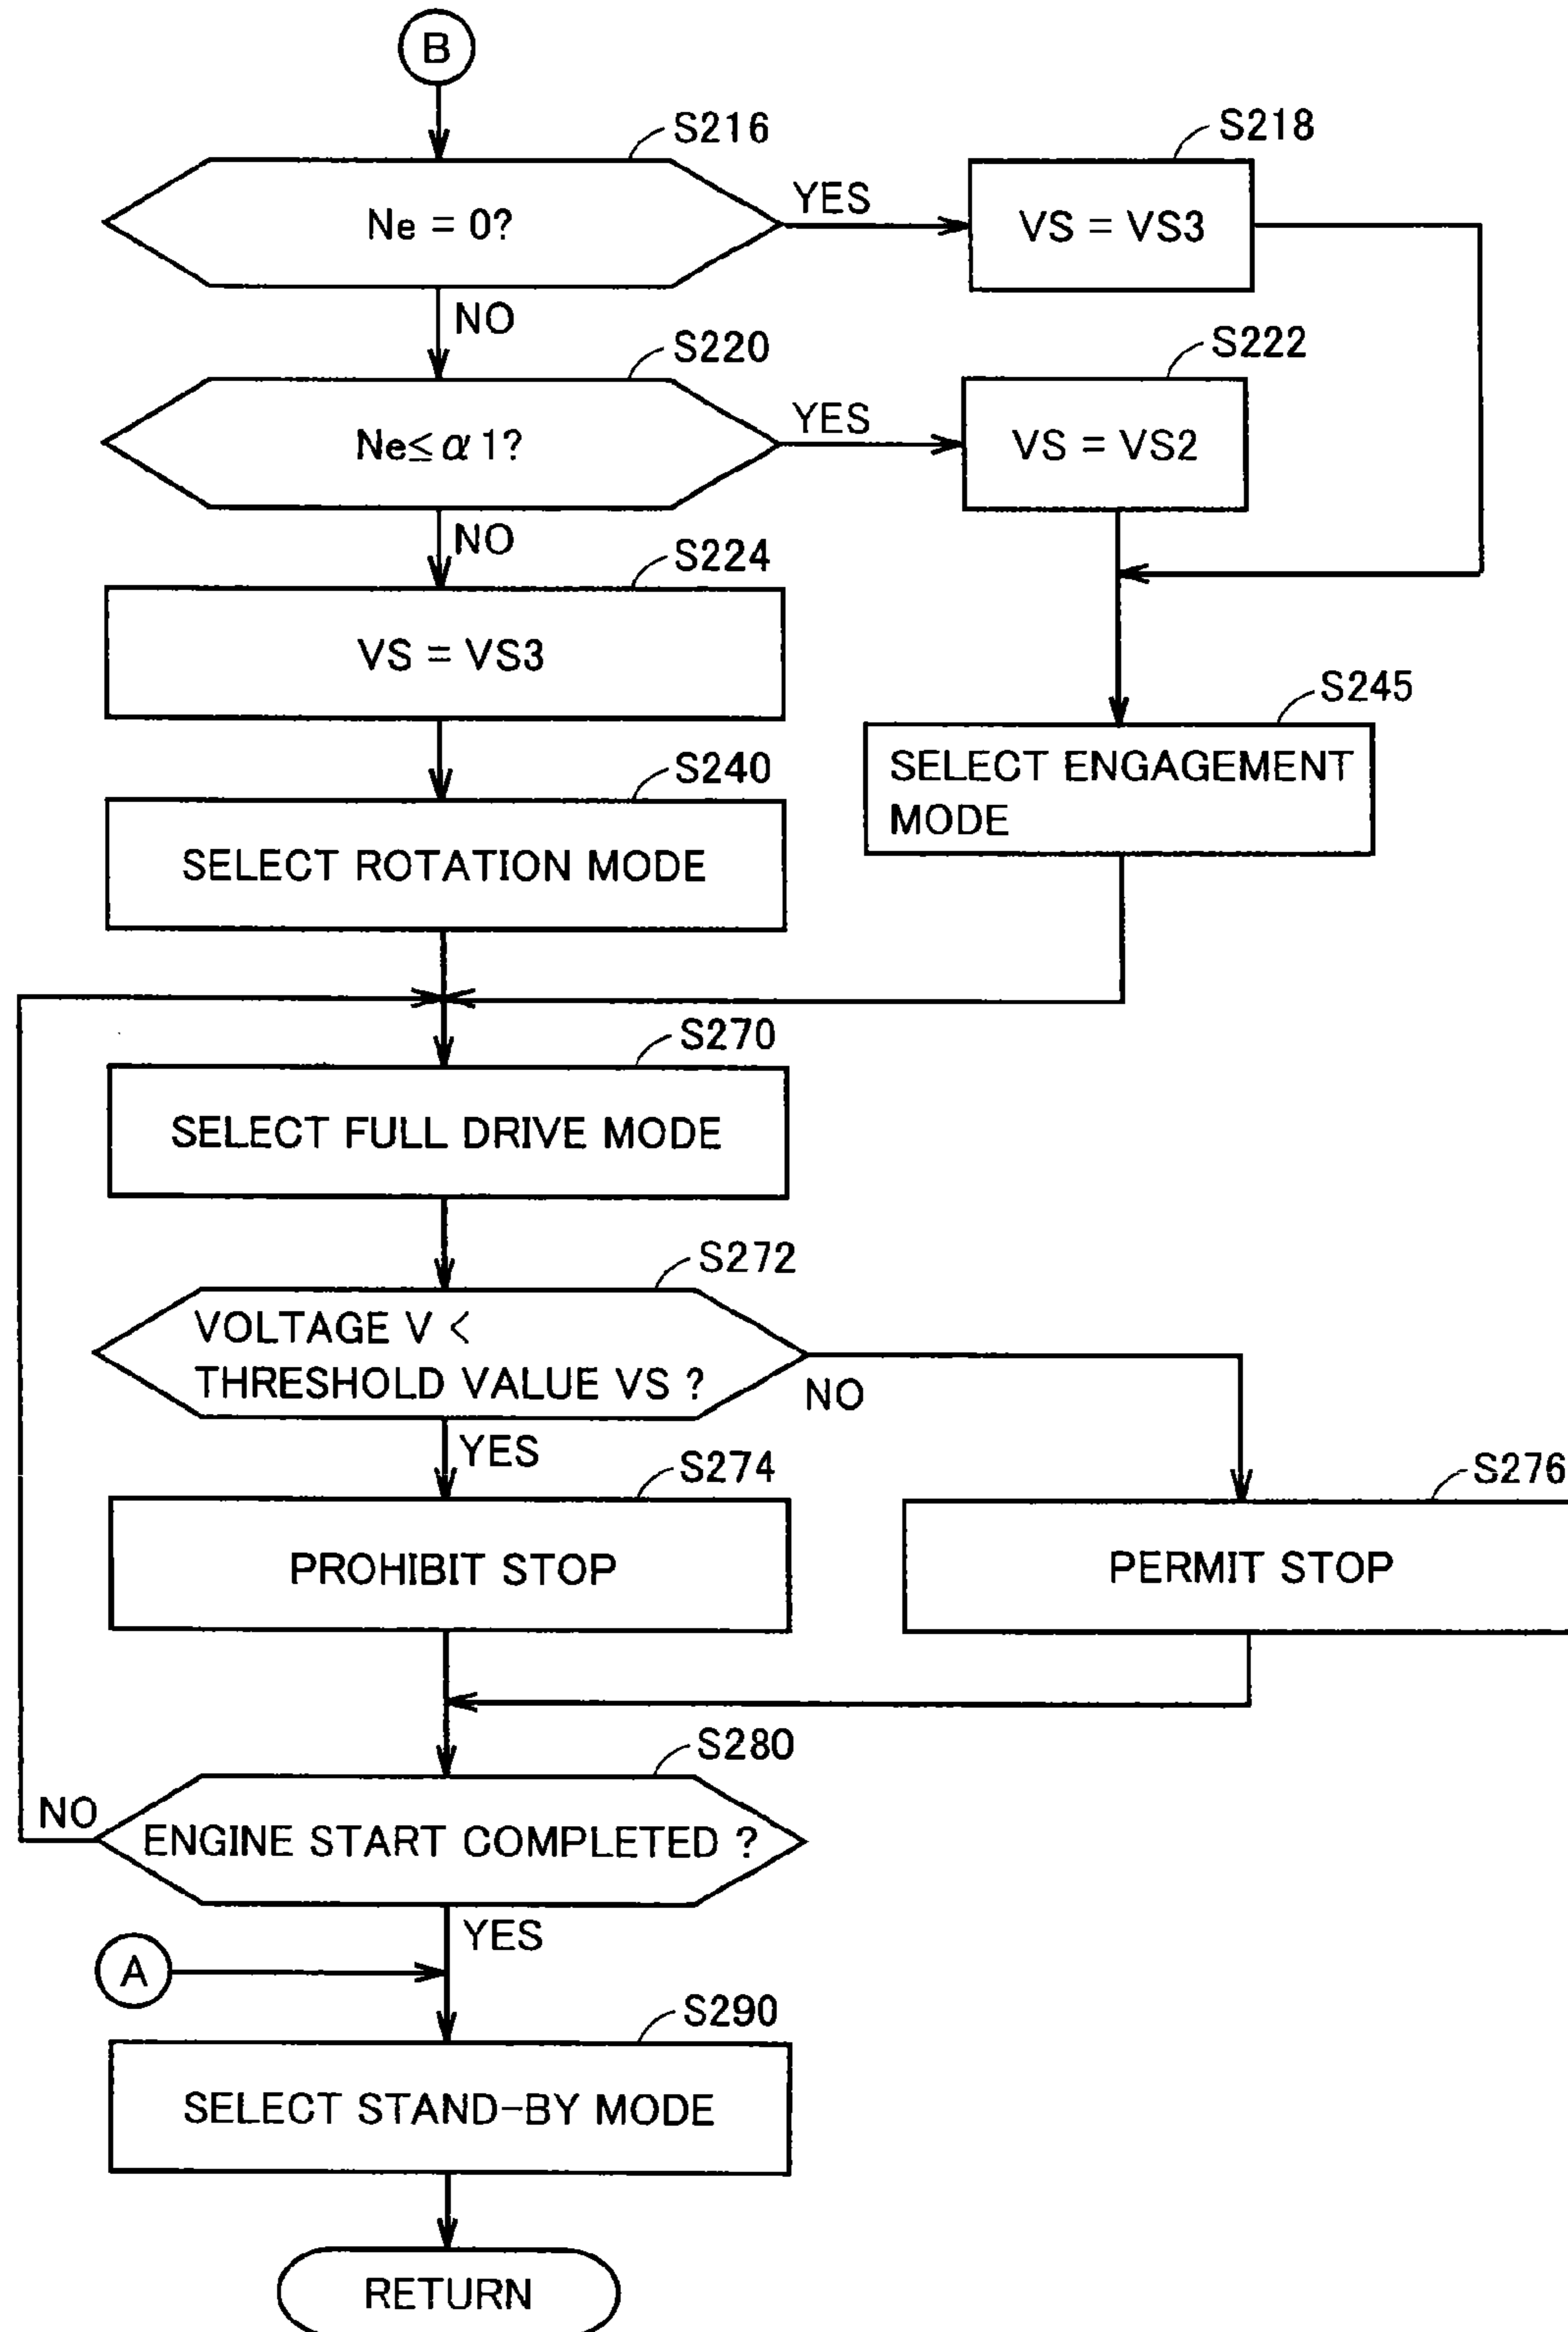 B
S216
Ne = 0?
YES
S218
VS = VS3
NO
S220
Ne≤α1?
YES
S222
VS = VS2
NO
S224
VS = VS3
S240
SELECT ROTATION MODE
S245
SELECT ENGAGEMENT
MODE
S270
SELECT FULL DRIVE MODE
S272
VOLTAGE V <
THRESHOLD VALUE VS ?
NO
YES
S274
PROHIBIT STOP
S276
PERMIT STOP
S280
ENGINE START COMPLETED ?
NO
YES
A
S290
SELECT STAND-BY MODE
RETURN